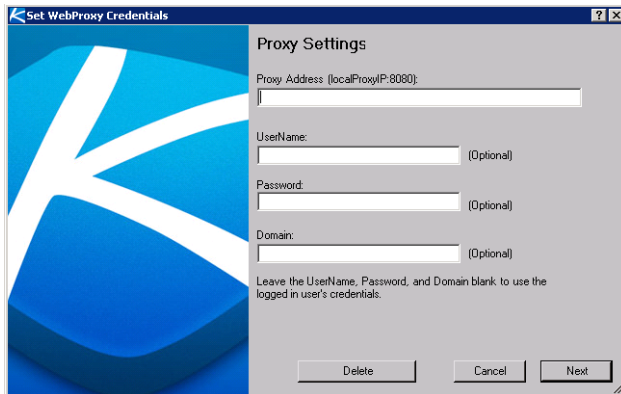 Set WebProxy Credentials
Proxy Settings
Proxy Address (localProxyIP:8080):
UserName:
(Optional)
Password:
(Optional)
Domain:
(Optional)
Leave the UserName, Password, and Domain blank to use the
logged in user's credentials.
Delete Cancel Next